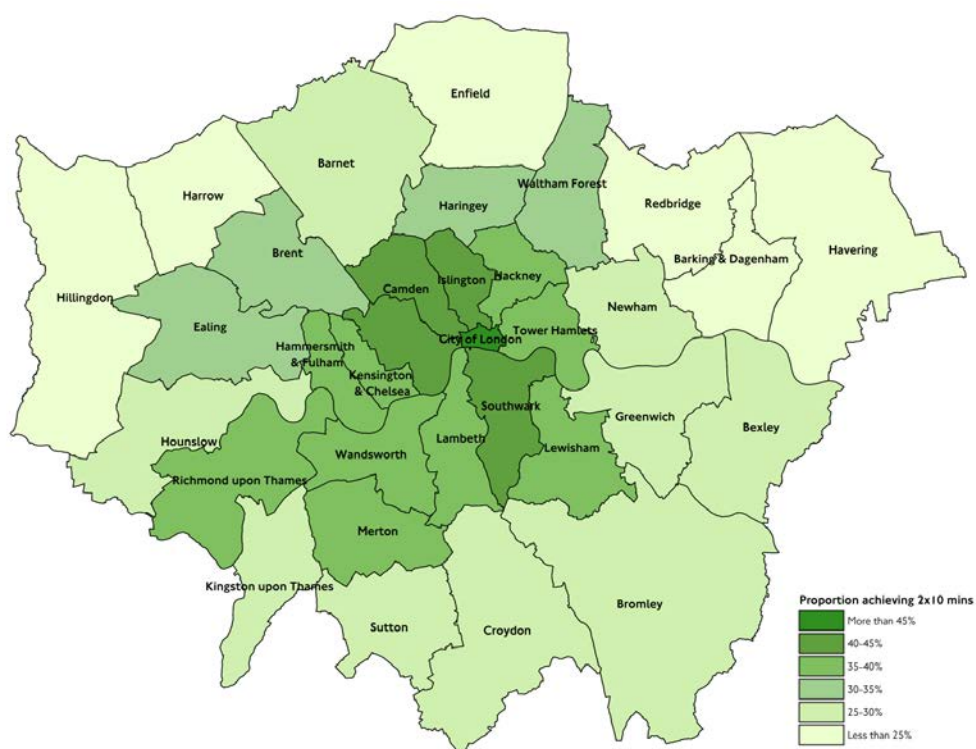 Enfield
Barnet
Waltham Forest
Harrow
Haringey
Redbridge
Havering
Brent
Barking & Dagenham
Hackney
Islington
Camden
Hillingdon
Newham
Ealing
Tower Hamlets
City of London
Hammersmith
& Fulham
Kensington
& Chelsea
Southwark
Greenwich
Bexley
Hounslow
Lambeth
Wandsworth
Lewisham
Richmond upon Thames
Merton
Kingston upon Thames
Bromley
Sutton
Croydon
Proportion achieving 2x10 mins
More than 45%
40-45%
35-40%
30-35%
25-30%
Less than 25%